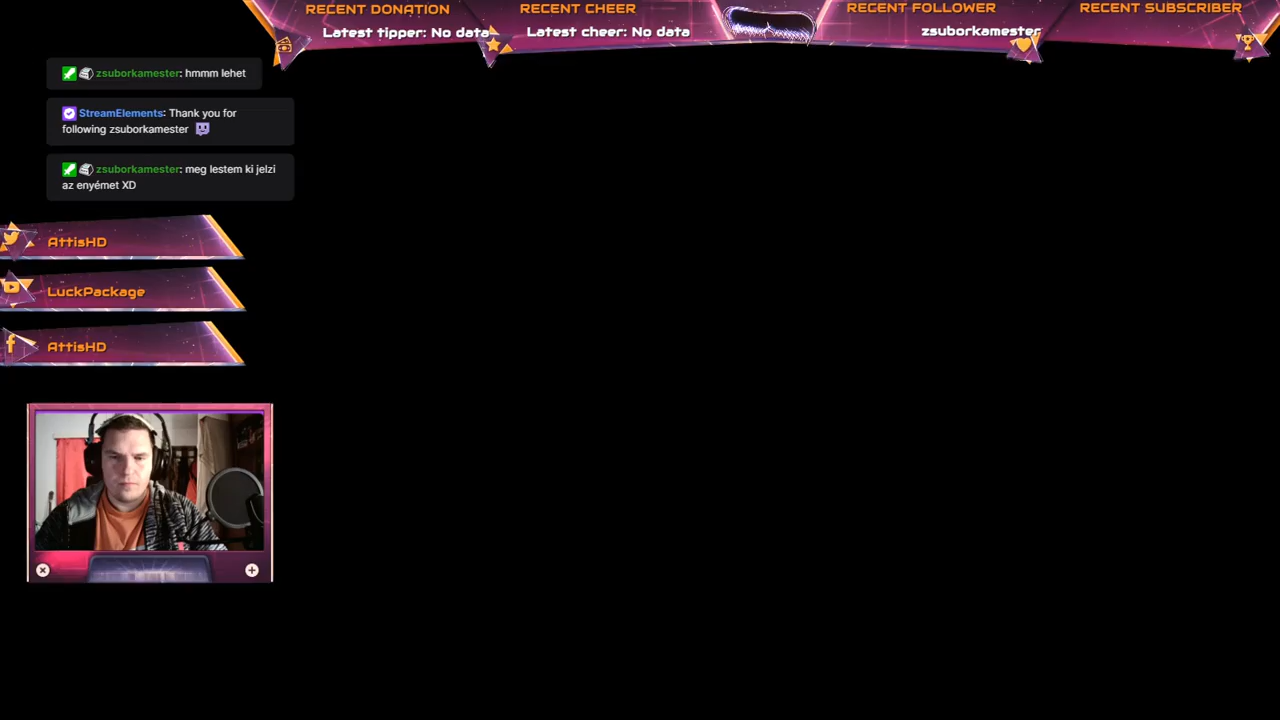 RECENT DONATION
Latest tipper: No data
RECENT CHEER
Latest cheer: No data
RECENT FOLLOWER
zsuborkamester
RECENT SUBSCRIBER
zsuborkamester: hmmm lehet
StreamElements: Thank you for
following zsuborkamester
zsuborkamester: meg lestem ki jelzi
az enyémet XD
AttisHD
LuckPackage
AttisHD